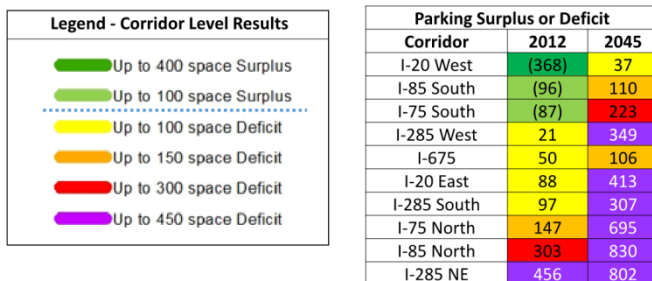 Legend - Corridor Level Results
Up to 400 space Surplus
Up to 100 space Surplus
Up to 100 space Deficit
Up to 150 space Deficit
Up to 300 space Deficit
Up to 450 space Deficit
Parking Surplus or Deficit
Corridor 2012 2045
I-20 West (368) 37
I-85 South (96) 110
I-75 South (87) 223
I-285 West 21 349
I-675 50 106
I-20 East 88 413
I-285 South 97 307
I-75 North 147 695
I-85 North 303 830
I-285 NE 456 802